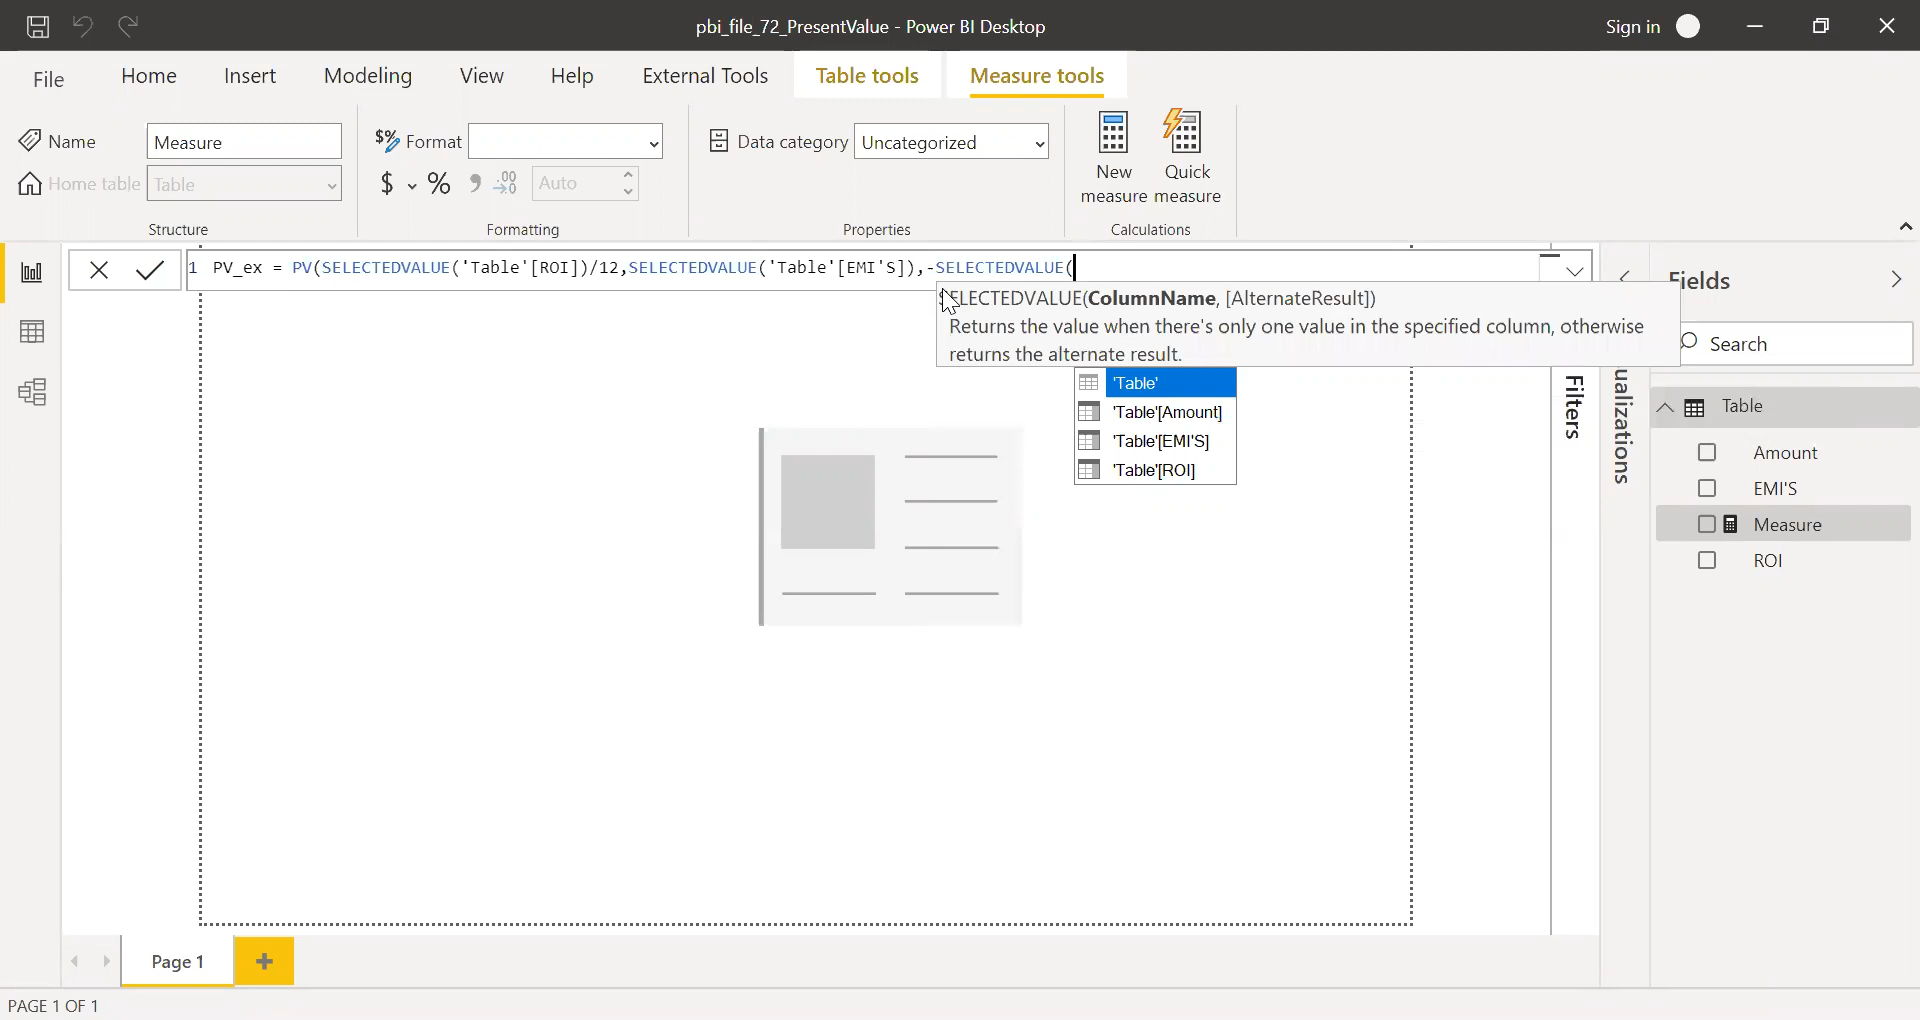 pbi_file_72_PresentValue - Power BI Desktop
Sign in
File Home Insert Modeling View Help External Tools Table tools Measure tools
Name Measure
Home table Table
Structure
$% Format
$ % 9 .00 Auto
Formatting
Data category Uncategorized
Properties
New measure
Quick measure
Calculations
1 PV_ex = PV(SELECTEDVALUE('Table'[ROI])/12,SELECTEDVALUE('Table'[EMI'S]),-SELECTEDVALUE(
SELECTEDVALUE(ColumnName, [AlternateResult])
Returns the value when there's only one value in the specified column, otherwise
returns the alternate result.
'Table'
'Table'[Amount]
'Table'[EMI'S]
'Table'[ROI]
Filters
ualizations
Fields
Search
Table
Amount
EMI'S
Measure
ROI
Page 1
PAGE 1 OF 1